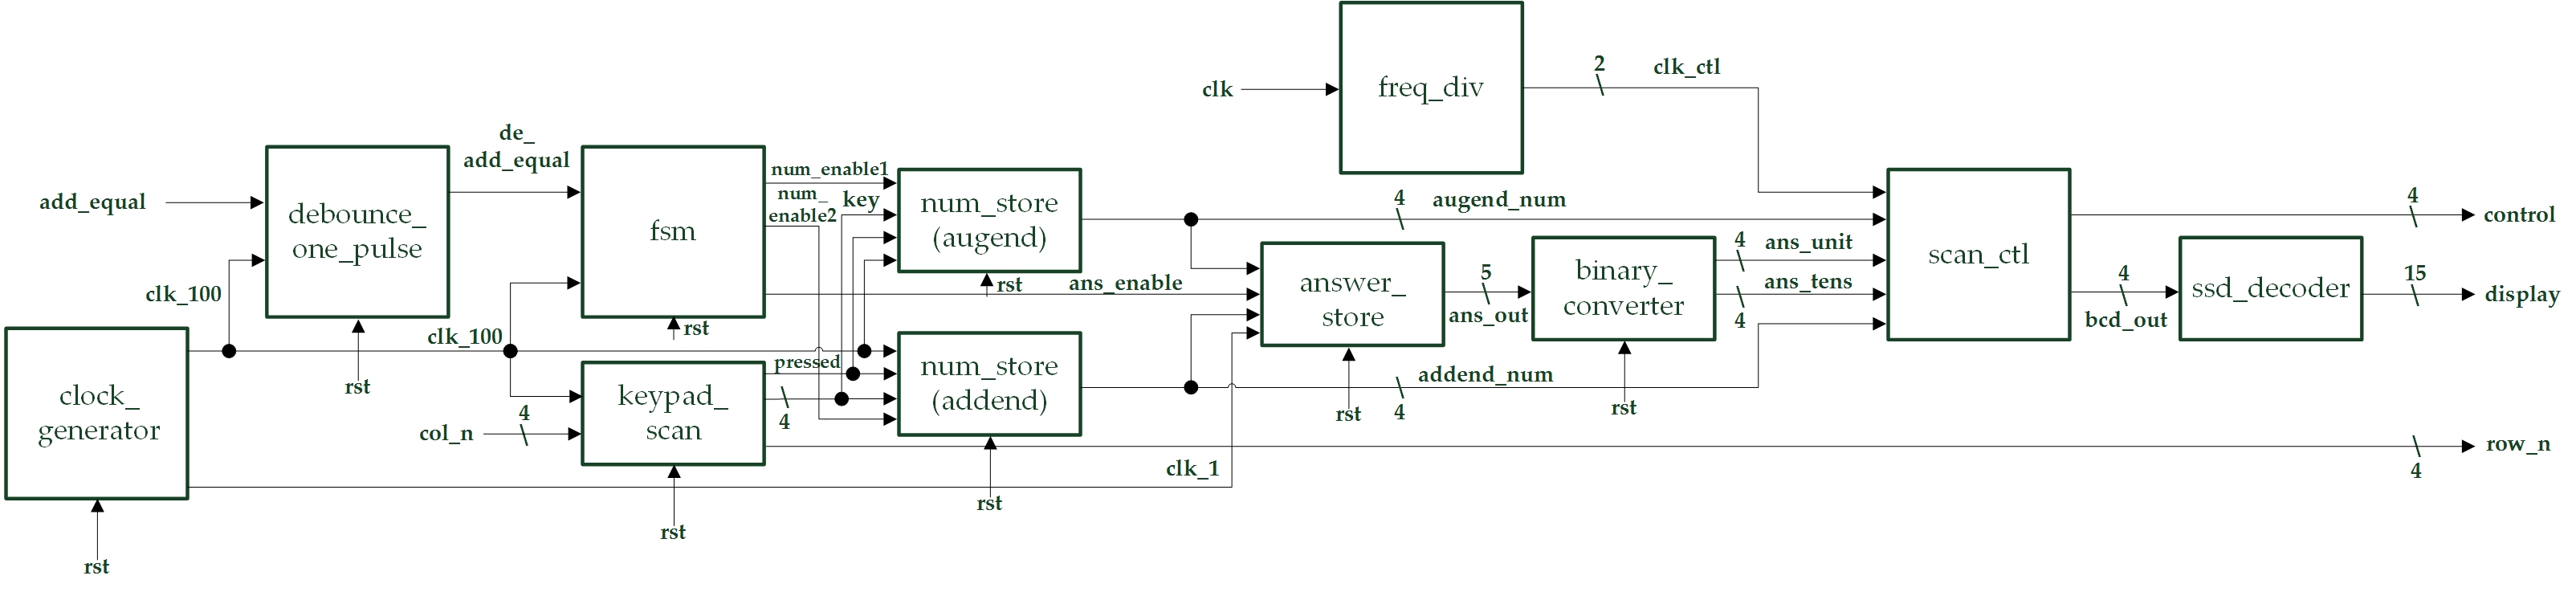 freq_div
clk
2
clk_ctl
de_
add_equal
add_equal
debounce_
one_pulse
fsm
num_enable1
num_
enable2
key
num_store
(augend)
4
augend_num
scan_ctl
4
control
clk_100
rst
ans_enable
answer_
store
5
ans_out
binary_
converter
4
ans_unit
ans_tens
4
4
bcd_out
ssd_decoder
15
display
clk_100
rst
rst
pressed
4
num_store
(addend)
addend_num
4
rst
rst
clock_
generator
col_n
4
keypad_
scan
clk_1
row_n
4
rst
rst
rst